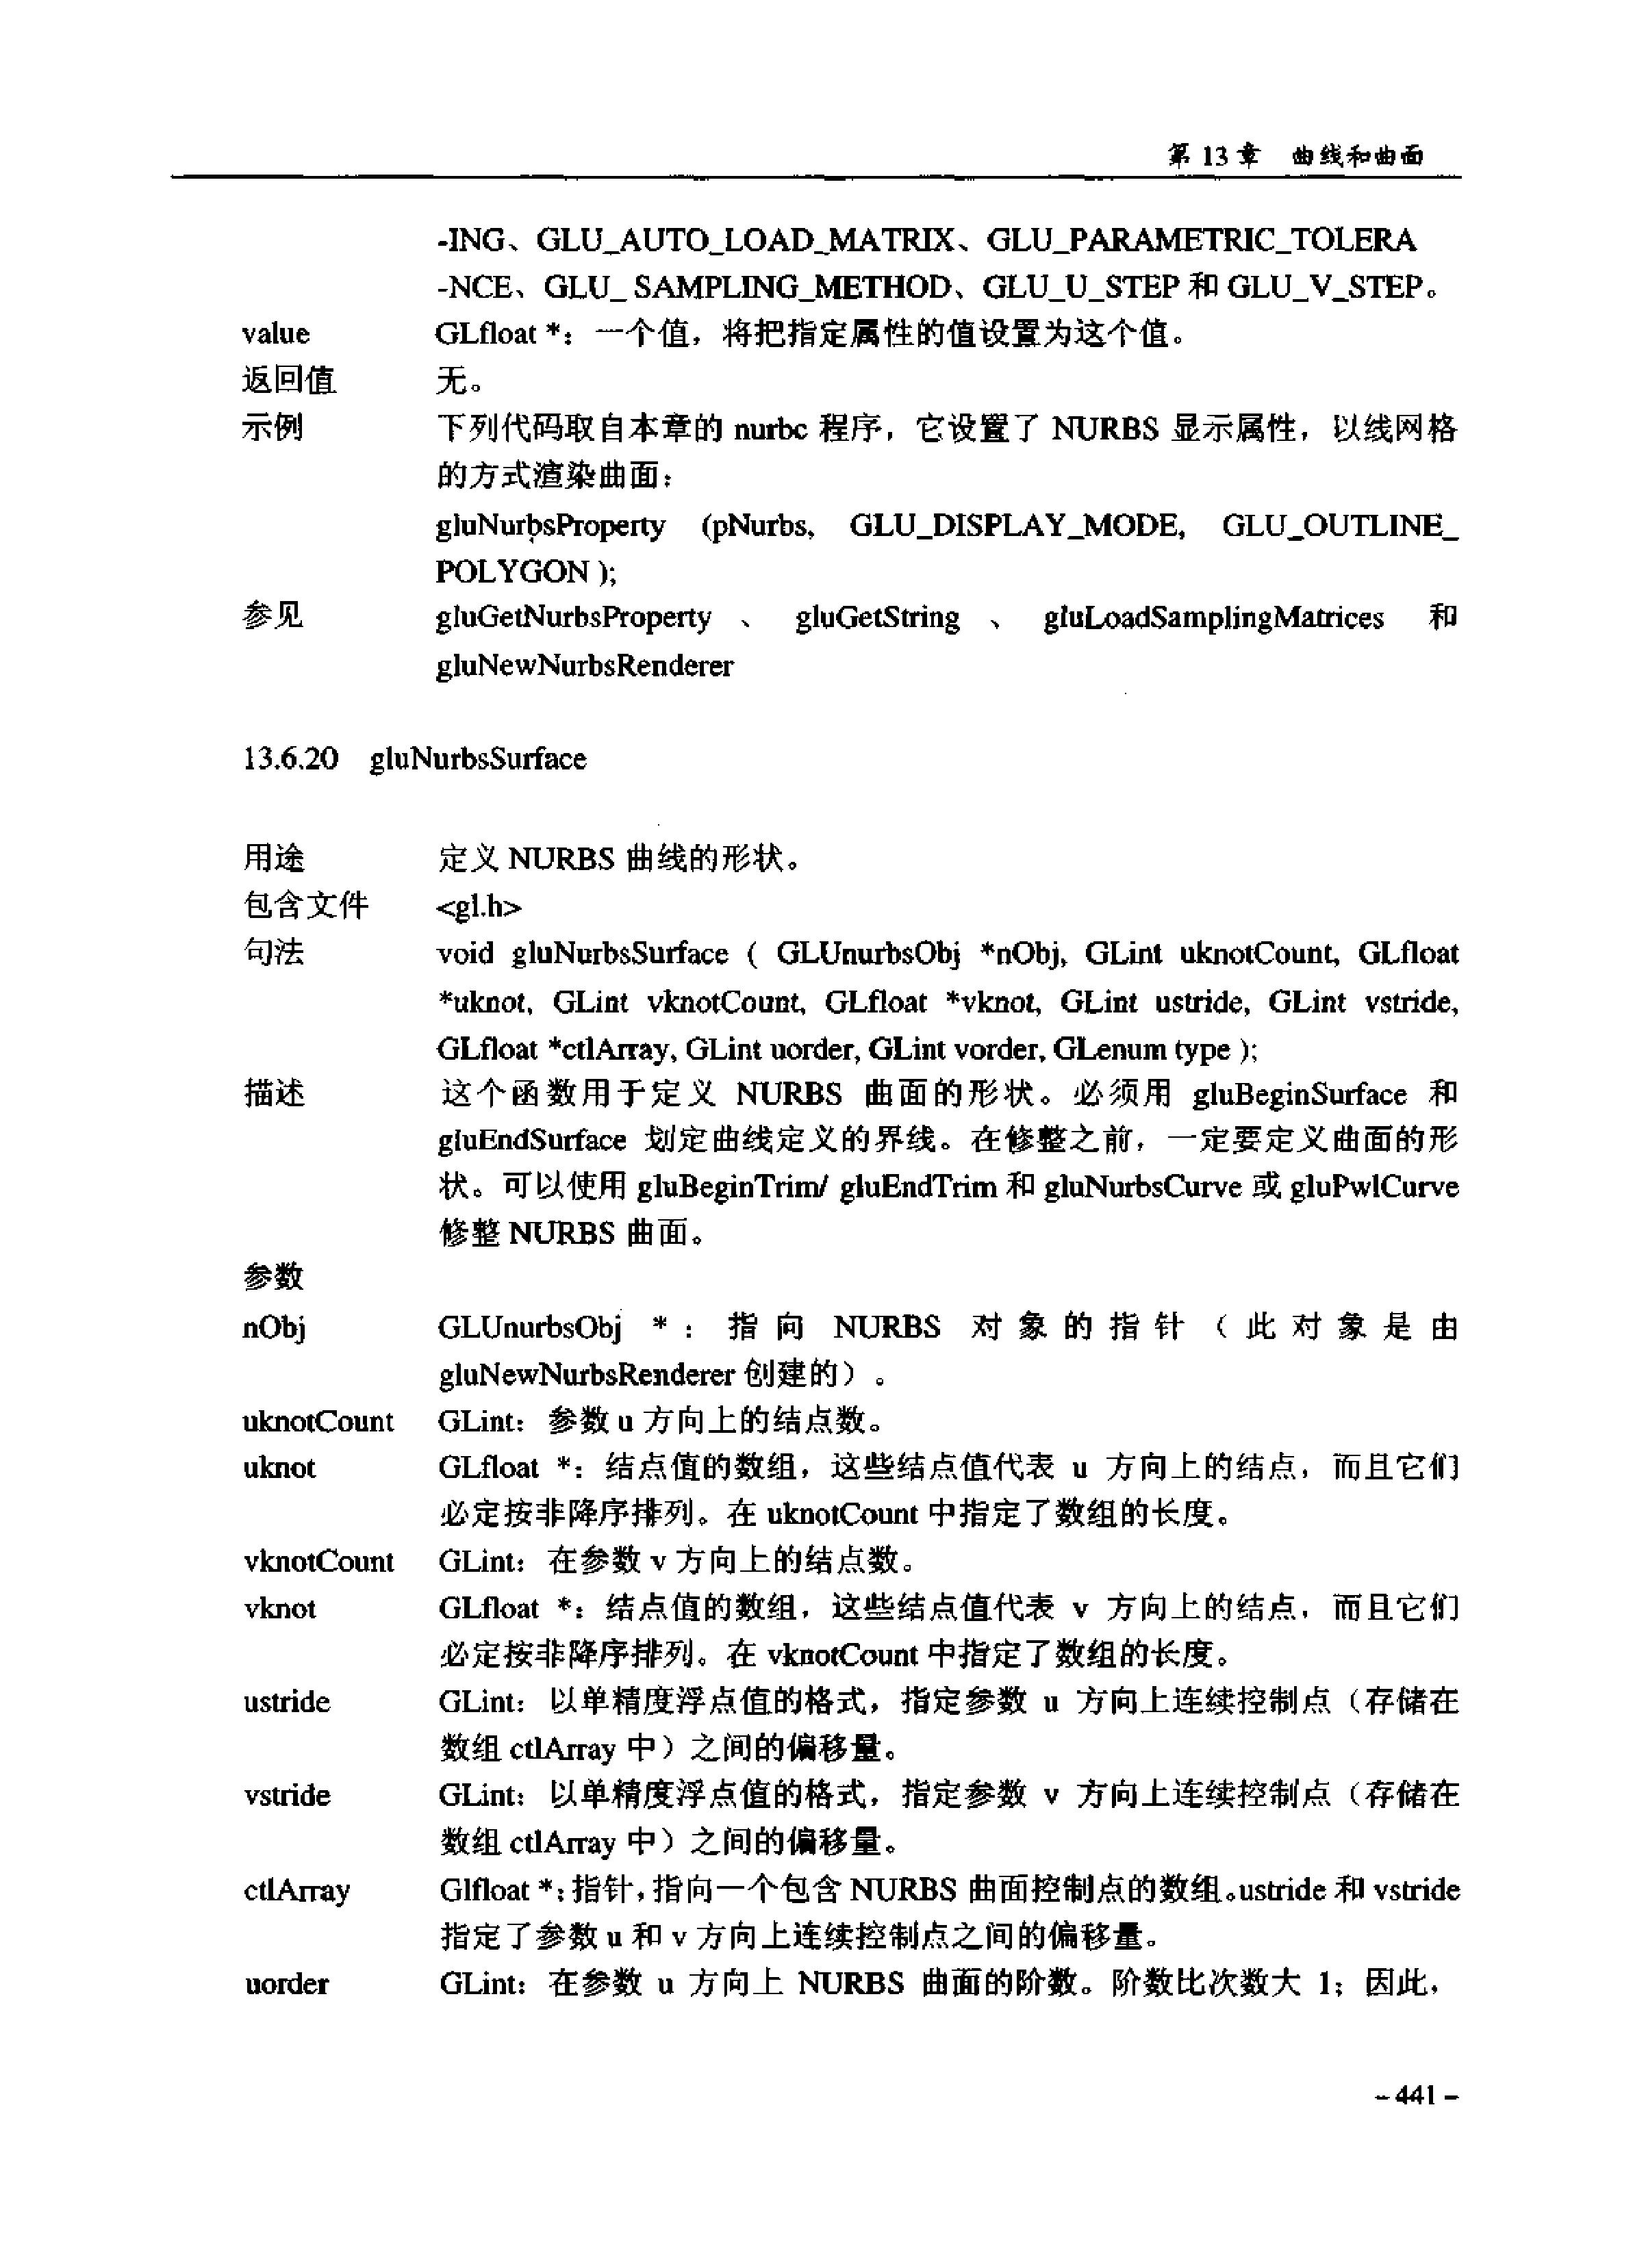 第 13 章 曲线和曲面
-ING、GLU_AUTO_LOAD_MATRIX、GLU_PARAMETRIC_TOLERA
-NCE、GLU_ SAMPLING_METHOD、GLU_U_STEP 和 GLU_V_STEP。
value GLfloat *：一个值，将把指定属性的值设置为这个值。
返回值 无。
示例 下列代码取自本章的 nurbc 程序，它设置了 NURBS 显示属性，以线网格
的方式渲染曲面：
gluNurbsProperty (pNurbs, GLU_DISPLAY_MODE, GLU_OUTLINE_
POLYGON );
参见 gluGetNurbsProperty 、 gluGetString 、 gluLoadSamplingMatrices 和
gluNewNurbsRenderer
13.6.20 gluNurbsSurface
用途 定义 NURBS 曲线的形状。
包含文件 <gl.h>
句法 void gluNurbsSurface ( GLUnurbsObj *nObj, GLint uknotCount, GLfloat
*uknot, GLint vknotCount, GLfloat *vknot, GLint ustride, GLint vstride,
GLfloat *ctlArray, GLint uorder, GLint vorder, GLenum type );
描述 这个函数用于定义 NURBS 曲面的形状。必须用 gluBeginSurface 和
gluEndSurface 划定曲线定义的界线。在修整之前，一定要定义曲面的形
状。可以使用 gluBeginTrim/ gluEndTrim 和 gluNurbsCurve 或 gluPwlCurve
修整 NURBS 曲面。
参数
nObj GLUnurbsObj *：指向 NURBS 对象的指针（此对象是由
gluNewNurbsRenderer 创建的）。
uknotCount GLint：参数 u 方向上的结点数。
uknot GLfloat *：结点值的数组，这些结点值代表 u 方向上的结点，而且它们
必定按非降序排列。在 uknotCount 中指定了数组的长度。
vknotCount GLint：在参数 v 方向上的结点数。
vknot GLfloat *：结点值的数组，这些结点值代表 v 方向上的结点，而且它们
必定按非降序排列。在 vknotCount 中指定了数组的长度。
ustride GLint：以单精度浮点值的格式，指定参数 u 方向上连续控制点（存储在
数组 ctlArray 中）之间的偏移量。
vstride GLint：以单精度浮点值的格式，指定参数 v 方向上连续控制点（存储在
数组 ctlArray 中）之间的偏移量。
ctlArray Glfloat *：指针，指向一个包含 NURBS 曲面控制点的数组。ustride 和 vstride
指定了参数 u 和 v 方向上连续控制点之间的偏移量。
uorder GLint：在参数 u 方向上 NURBS 曲面的阶数。阶数比次数大 1；因此，
- 441 -